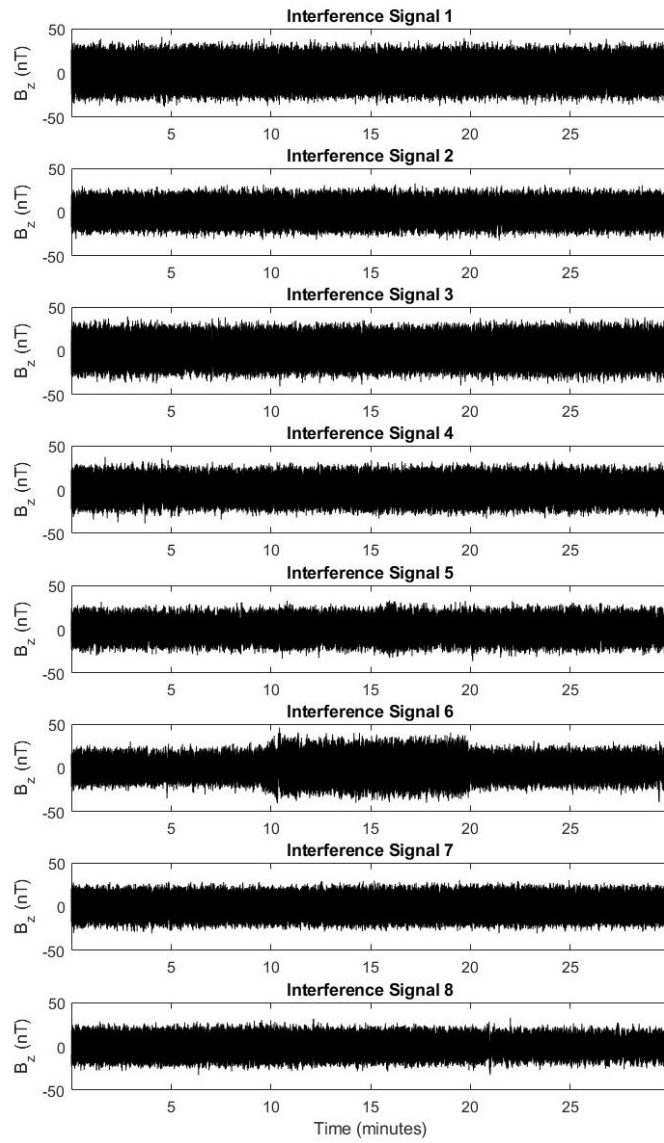 Interference Signal 1
50
0
-50
B_z (nT)
5 10 15 20 25
Interference Signal 2
50
0
-50
B_z (nT)
5 10 15 20 25
Interference Signal 3
50
0
-50
B_z (nT)
5 10 15 20 25
Interference Signal 4
50
0
-50
B_z (nT)
5 10 15 20 25
Interference Signal 5
50
0
-50
B_z (nT)
5 10 15 20 25
Interference Signal 6
50
0
-50
B_z (nT)
5 10 15 20 25
Interference Signal 7
50
0
-50
B_z (nT)
5 10 15 20 25
Interference Signal 8
50
0
-50
B_z (nT)
5 10 15 20 25
Time (minutes)